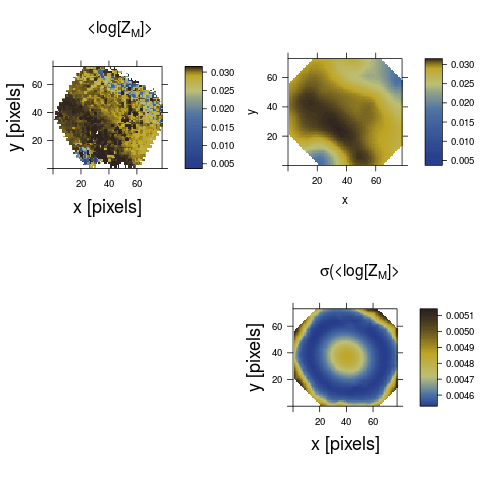 <log[Z_M]>
60
40
20
20 40 60
x [pixels]
y [pixels]
0.030
0.025
0.020
0.015
0.010
0.005
60
40
20
20 40 60
x
y
0.030
0.025
0.020
0.015
0.010
0.005
σ(<log[Z_M]>
60
40
20
20 40 60
x [pixels]
y [pixels]
0.0051
0.0050
0.0049
0.0048
0.0047
0.0046